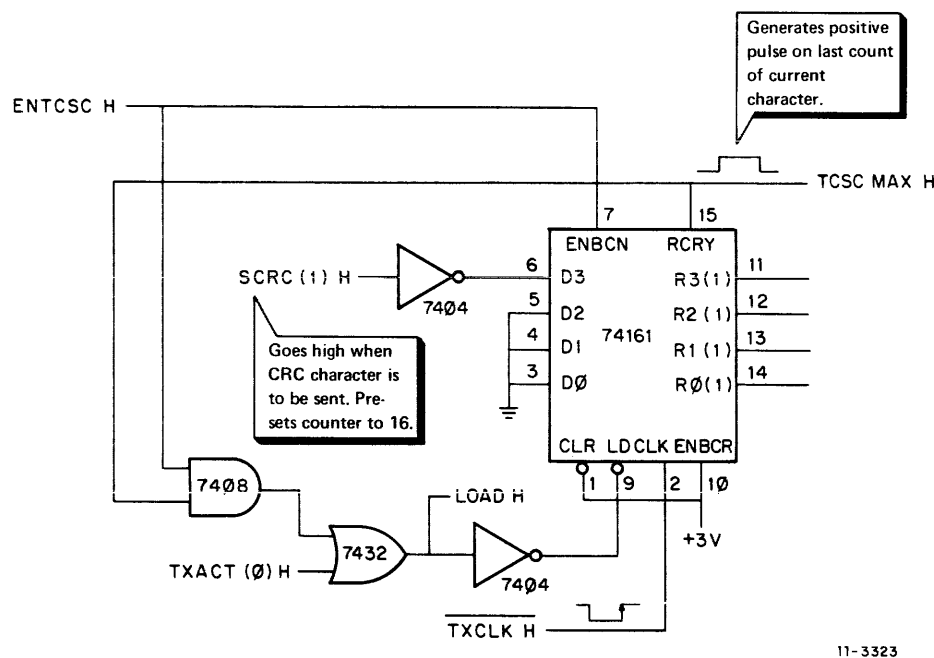 Generates positive
pulse on last count
of current
character.
ENTCSC H
TCSC MAX H
7
15
ENBCN
RCRY
SCRC (1) H
7404
6
D3
R3(1)
11
5
D2
R2 (1)
12
74161
4
D1
R1 (1)
13
3
DØ
RØ(1)
14
Goes high when
CRC character is
to be sent. Pre-
sets counter to 16.
CLR
LD
CLK
ENBCR
1
9
2
1Ø
+3V
74Ø8
LOAD H
7432
TXACT (Ø) H
74Ø4
TXCLK H
11-3323